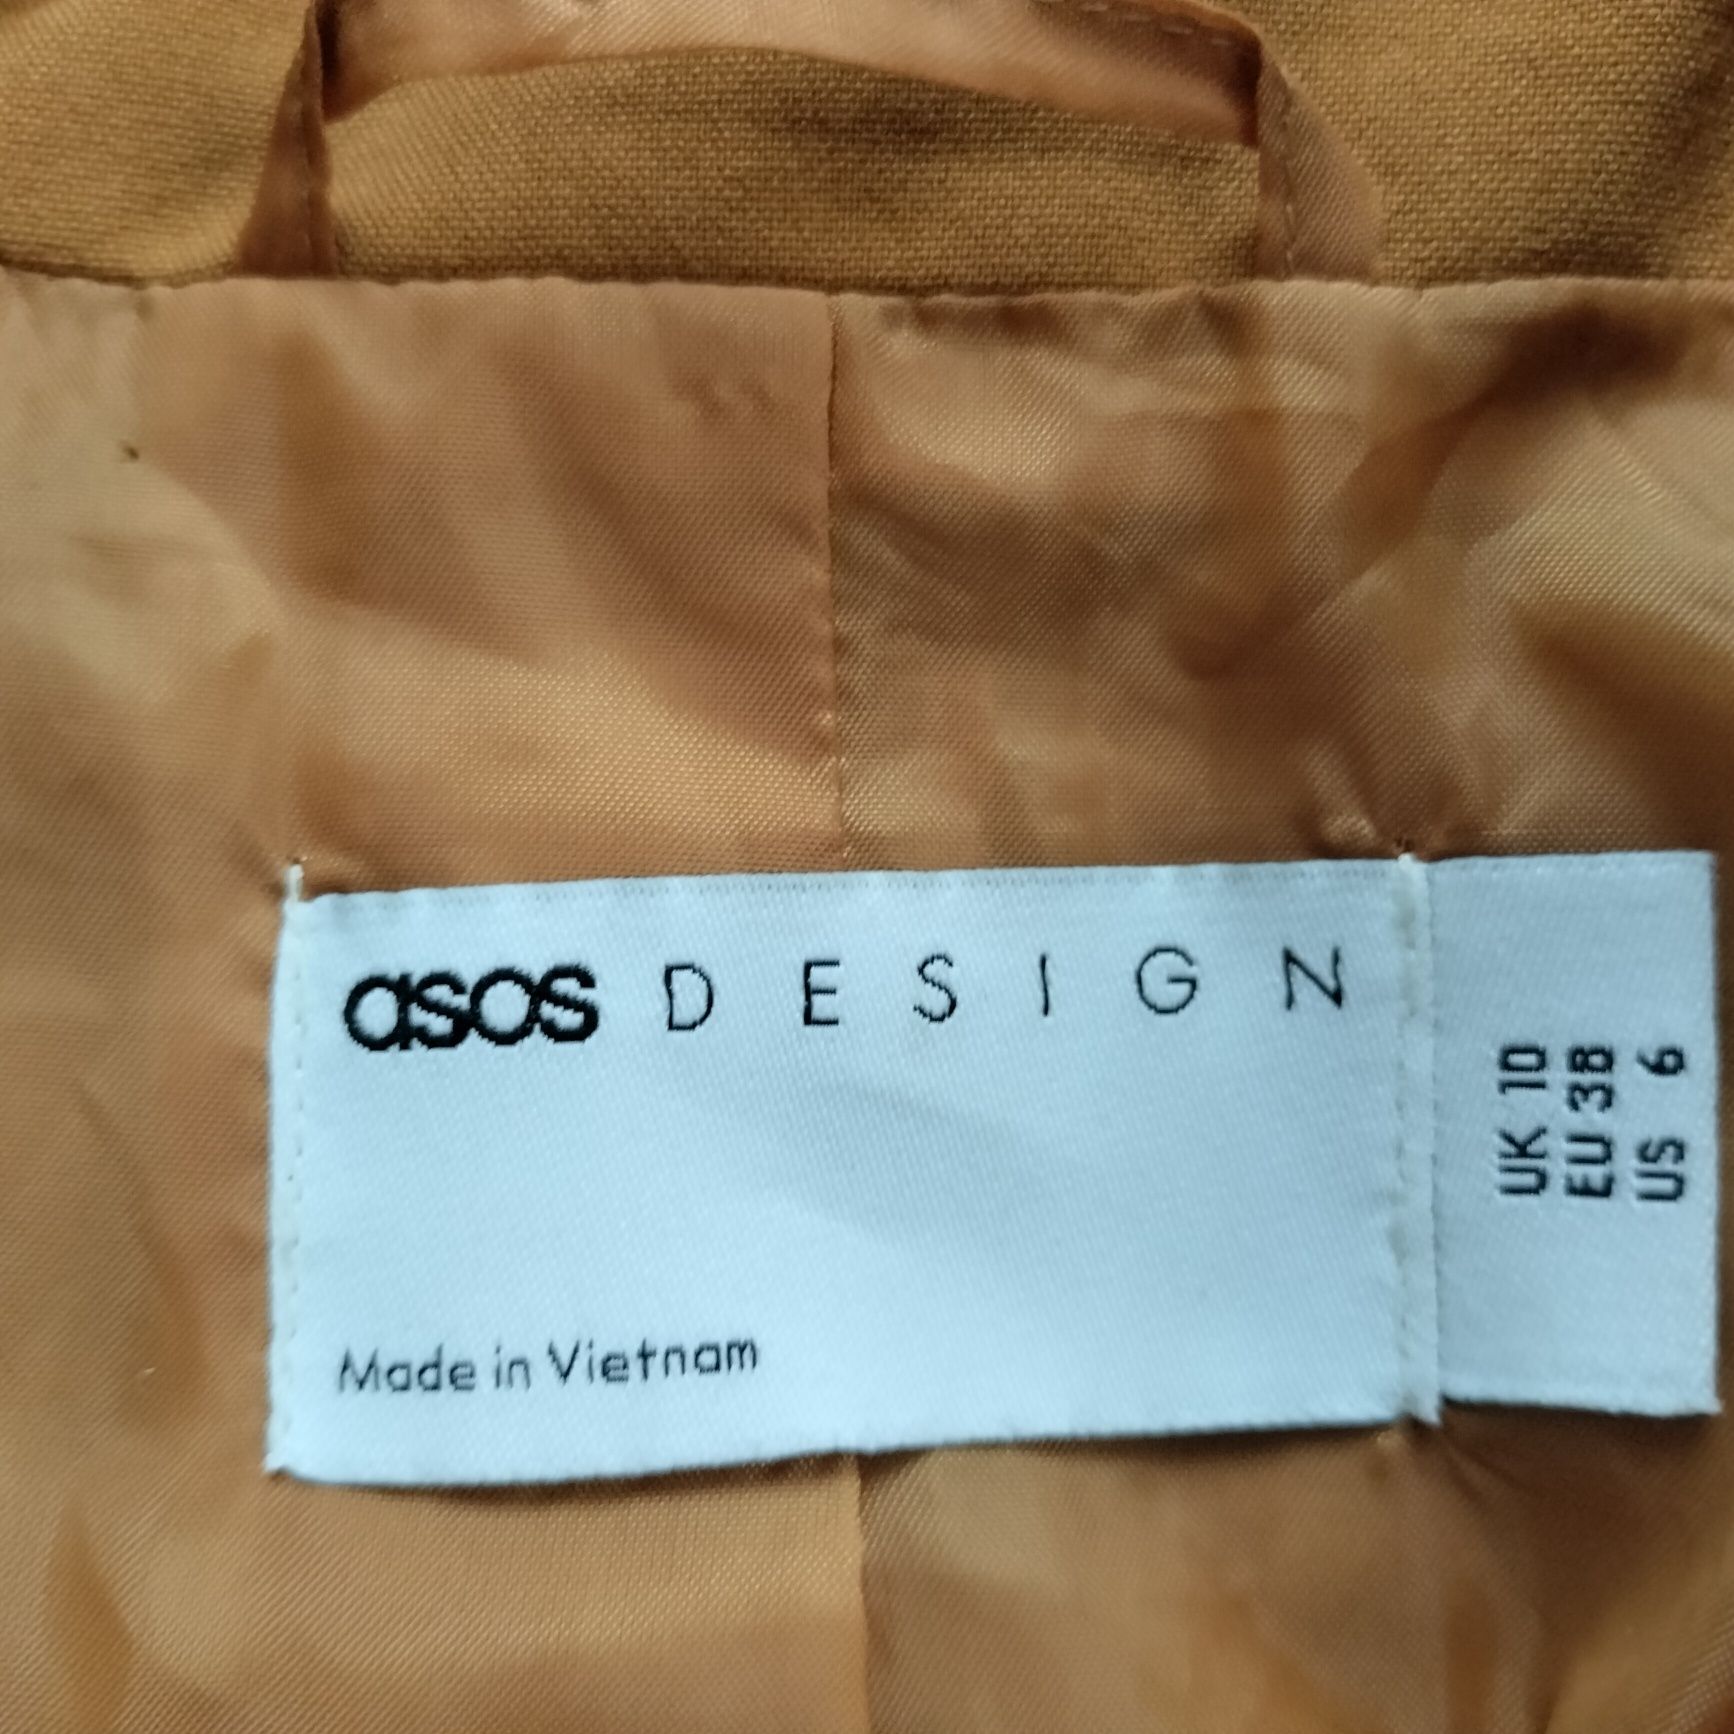 asos DESIGN
Made in Vietnam
UK 10
EU 38
US 6